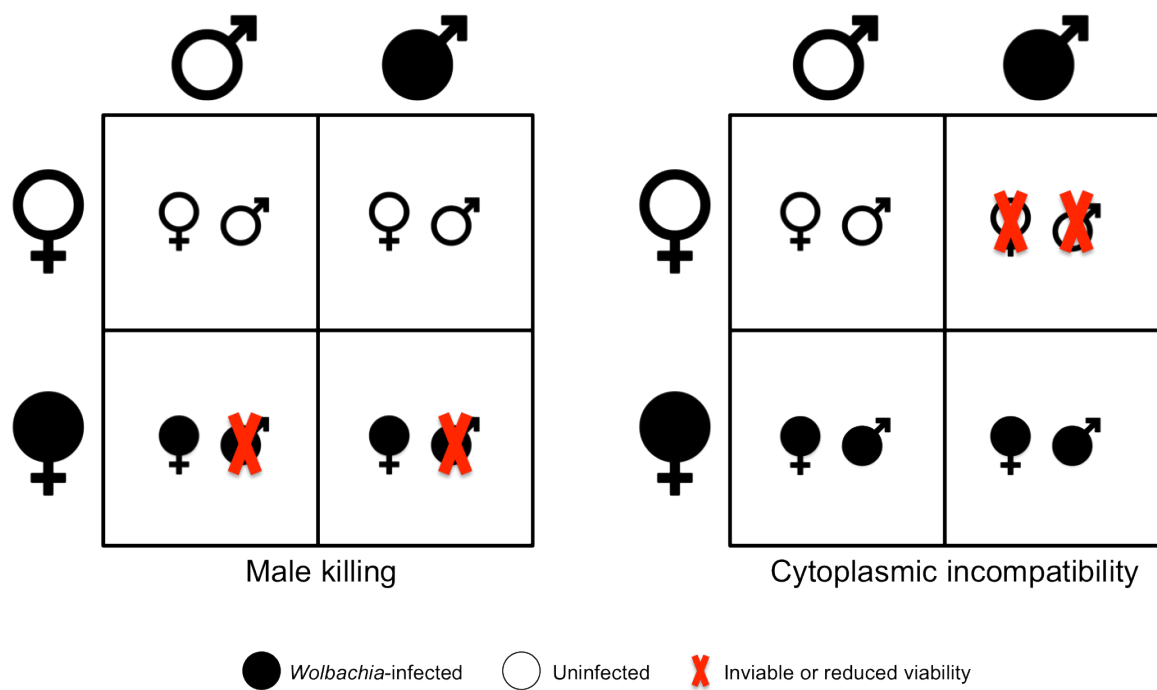 Male killing
Cytoplasmic incompatibility
Wolbachia-infected
Uninfected
Inviable or reduced viability